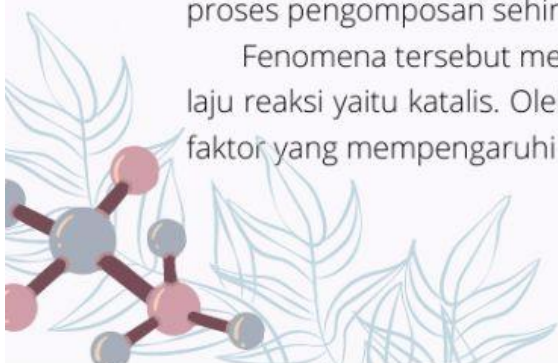 proses pengomposan sehin
Fenomena tersebut me
laju reaksi yaitu katalis. Ole
faktor yang mempengaruhi